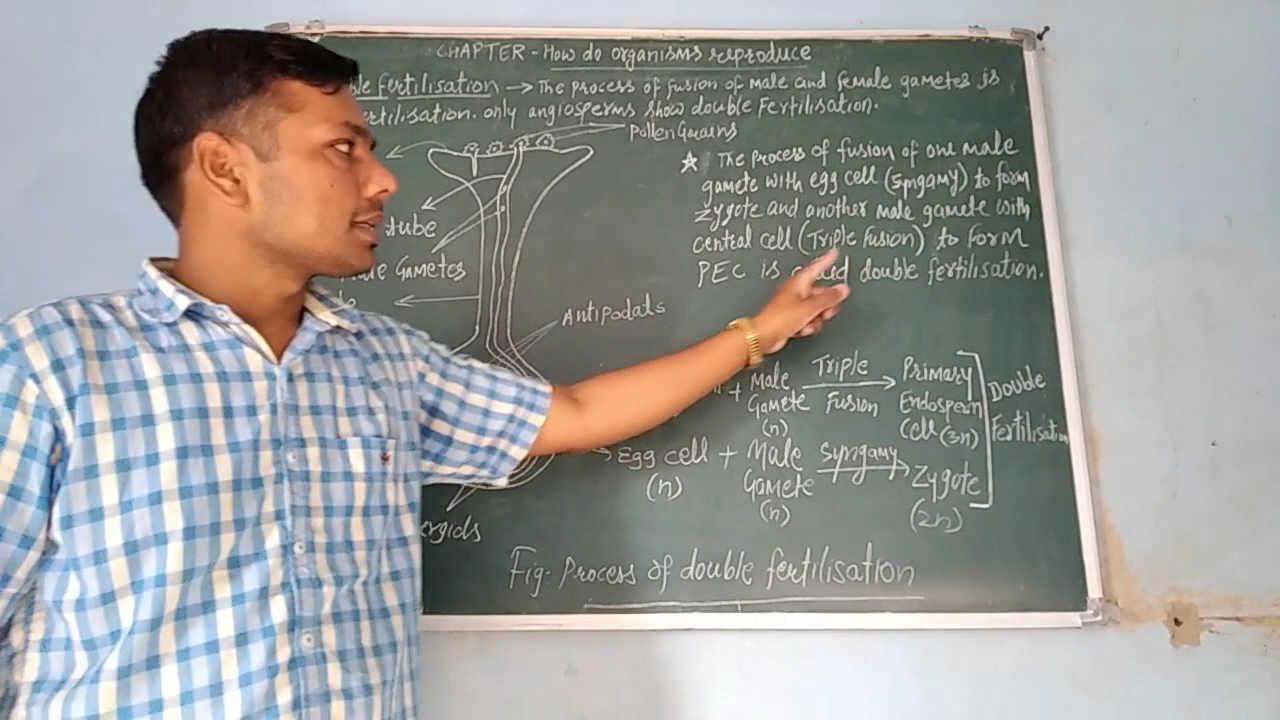 CHAPTER - How do organisms reproduce
ble fertilisation → The process of fusion of male and female gametes is
ertilisation. only angiosperms show double fertilisation.
Pollen Grains
☆ The process of fusion of one male
gamete with egg cell (syngamy) to form
zygote and another male gamete with
central cell (Triple fusion) to form
PEC is double fertilisation.
tube
Gametes
Antipodals
+ Male Gamete (n) Triple Fusion → Primary Endosperm Cell (3n)
→ Egg cell (n) + Male Gamete (n) syngamy → Zygote (2n)
Double Fertilisation
ergids
Fig: Process of double fertilisation